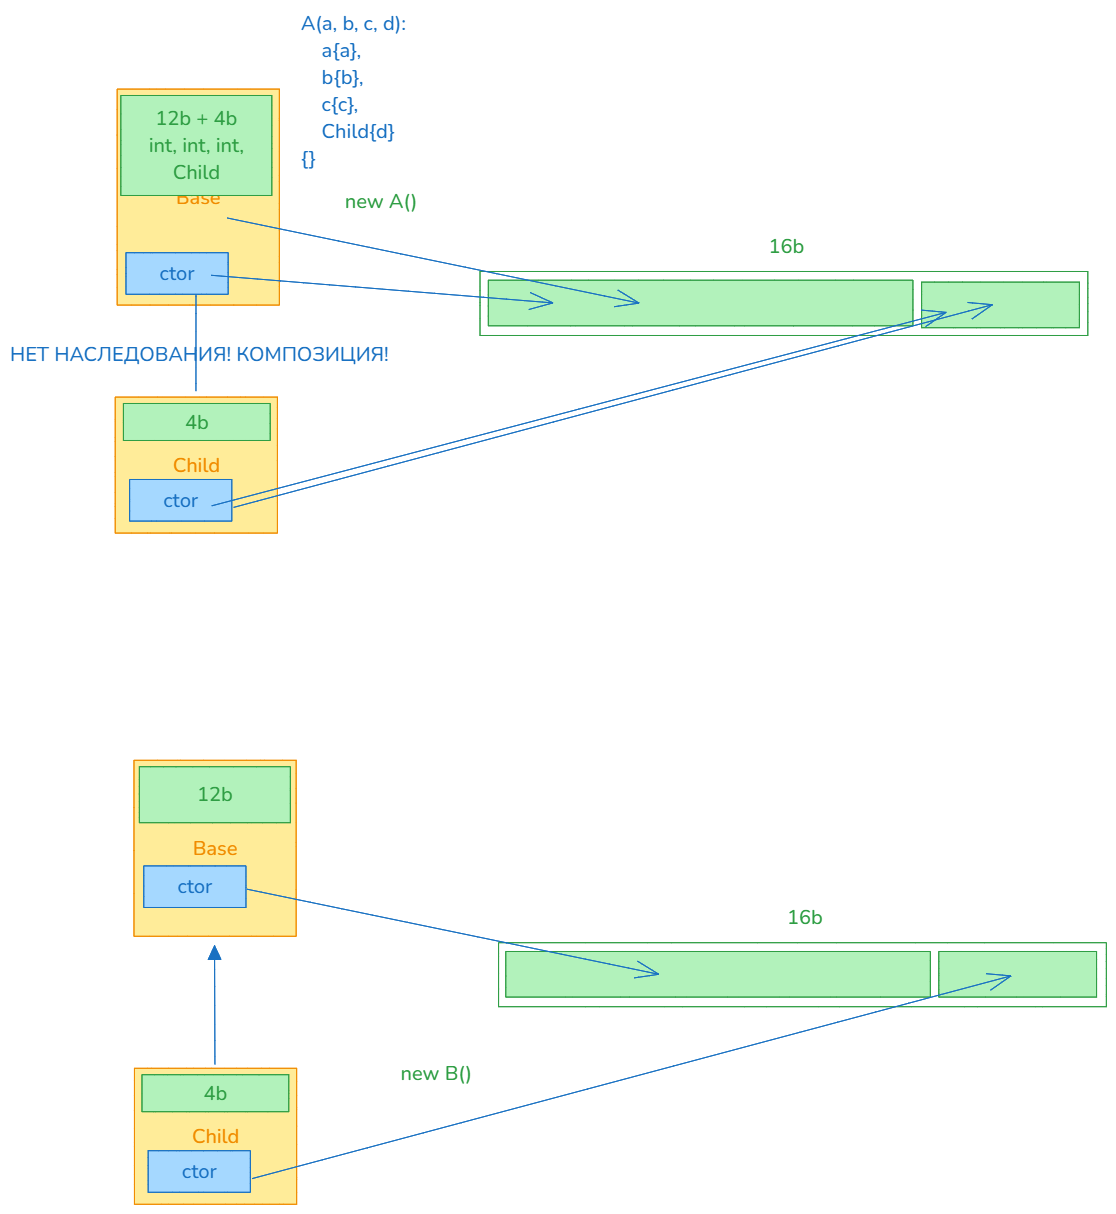 A(a, b, c, d):
a{a},
b{b},
c{c},
Child{d}
{}
12b + 4b
int, int, int,
Child
Base
new A()
16b
ctor
НЕТ НАСЛЕДОВАНИЯ! КОМПОЗИЦИЯ!
4b
Child
ctor
12b
Base
ctor
16b
new B()
4b
Child
ctor